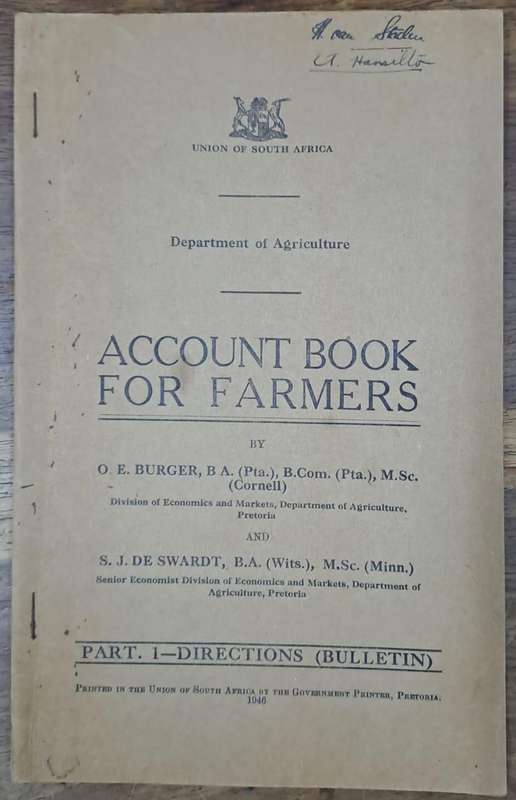 H. van Staden
A. Hamilton
UNION OF SOUTH AFRICA
Department of Agriculture
ACCOUNT BOOK
FOR FARMERS
BY
O. E. BURGER, B A. (Pta.), B.Com. (Pta.), M.Sc.
(Cornell)
Division of Economics and Markets, Department of Agriculture,
Pretoria
AND
S. J. DE SWARDT, B.A. (Wits.), M.Sc. (Minn.)
Senior Economist Division of Economics and Markets, Department of
Agriculture, Pretoria
PART. 1—DIRECTIONS (BULLETIN)
PRINTED IN THE UNION OF SOUTH AFRICA BY THE GOVERNMENT PRINTER, PRETORIA.
1946